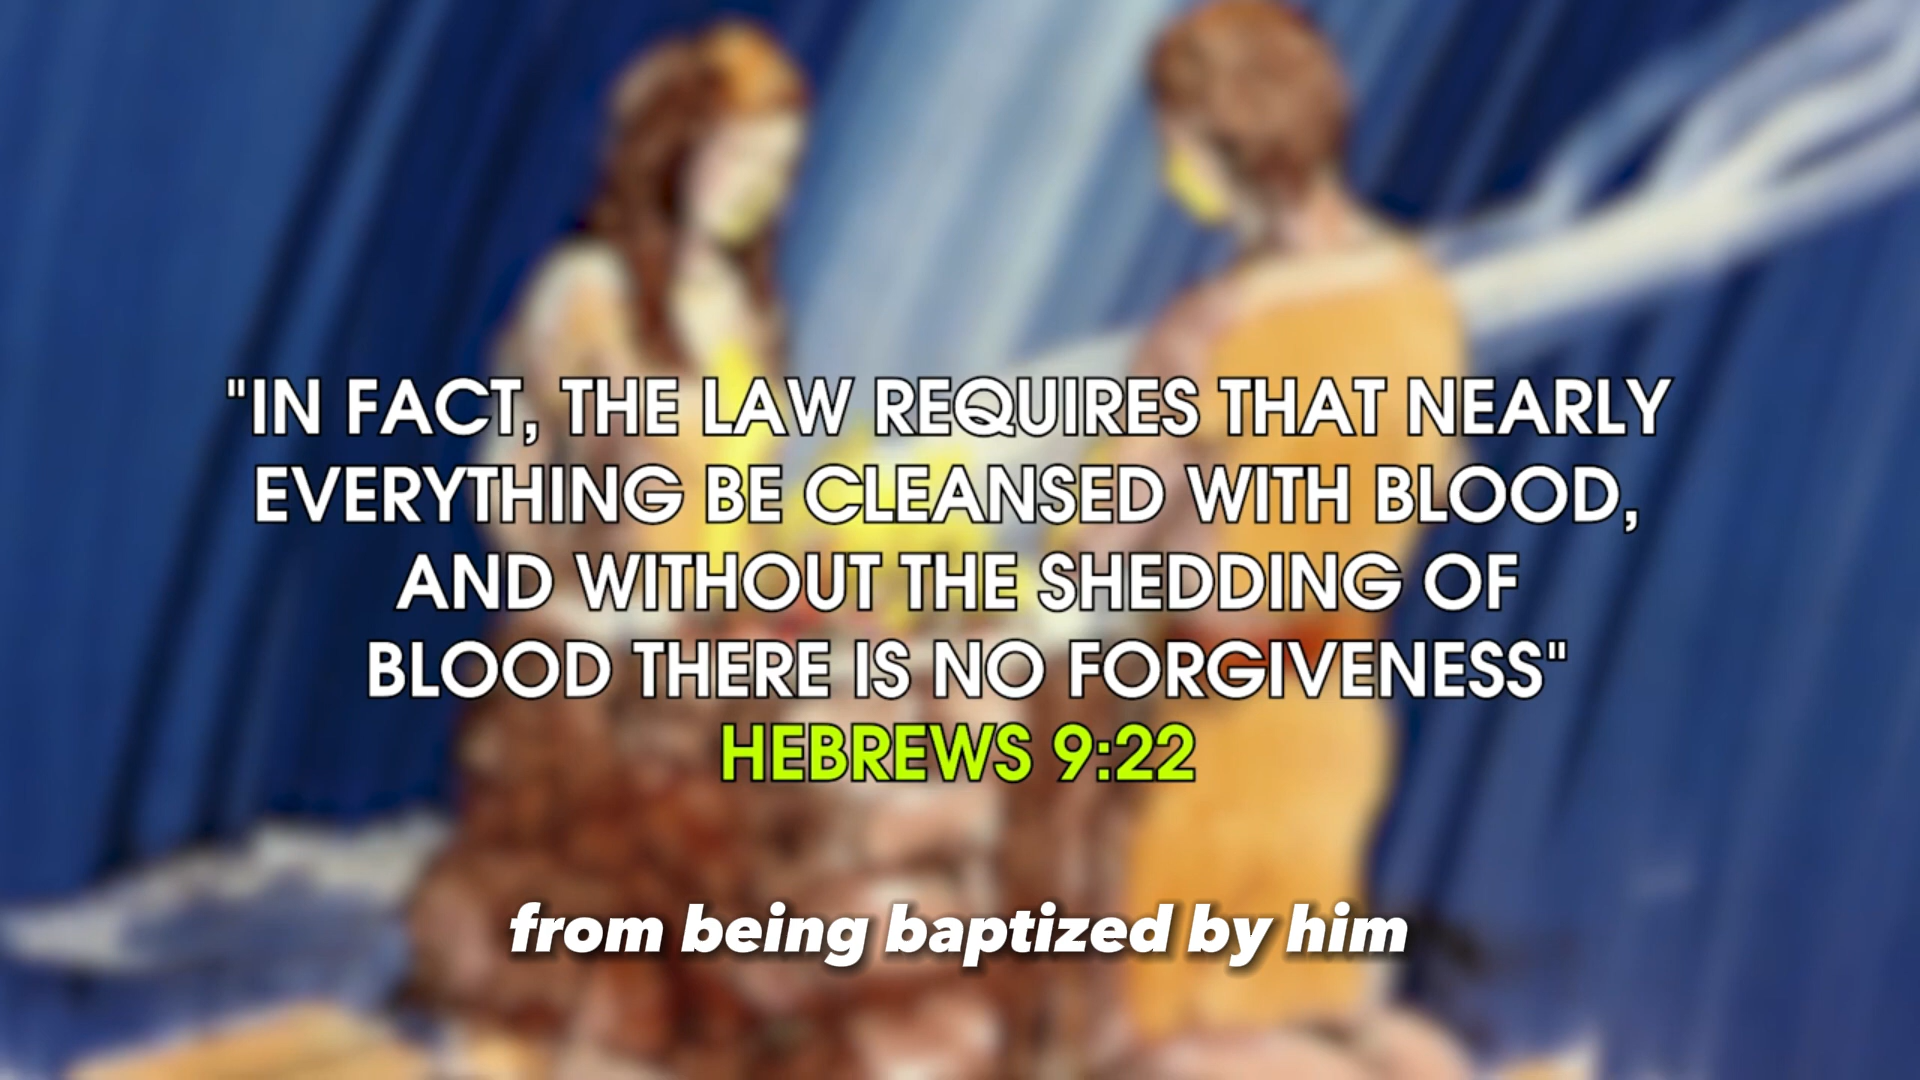 "IN FACT, THE LAW REQUIRES THAT NEARLY
EVERYTHING BE CLEANSED WITH BLOOD,
AND WITHOUT THE SHEDDING OF
BLOOD THERE IS NO FORGIVENESS"
HEBREWS 9:22
from being baptized by him